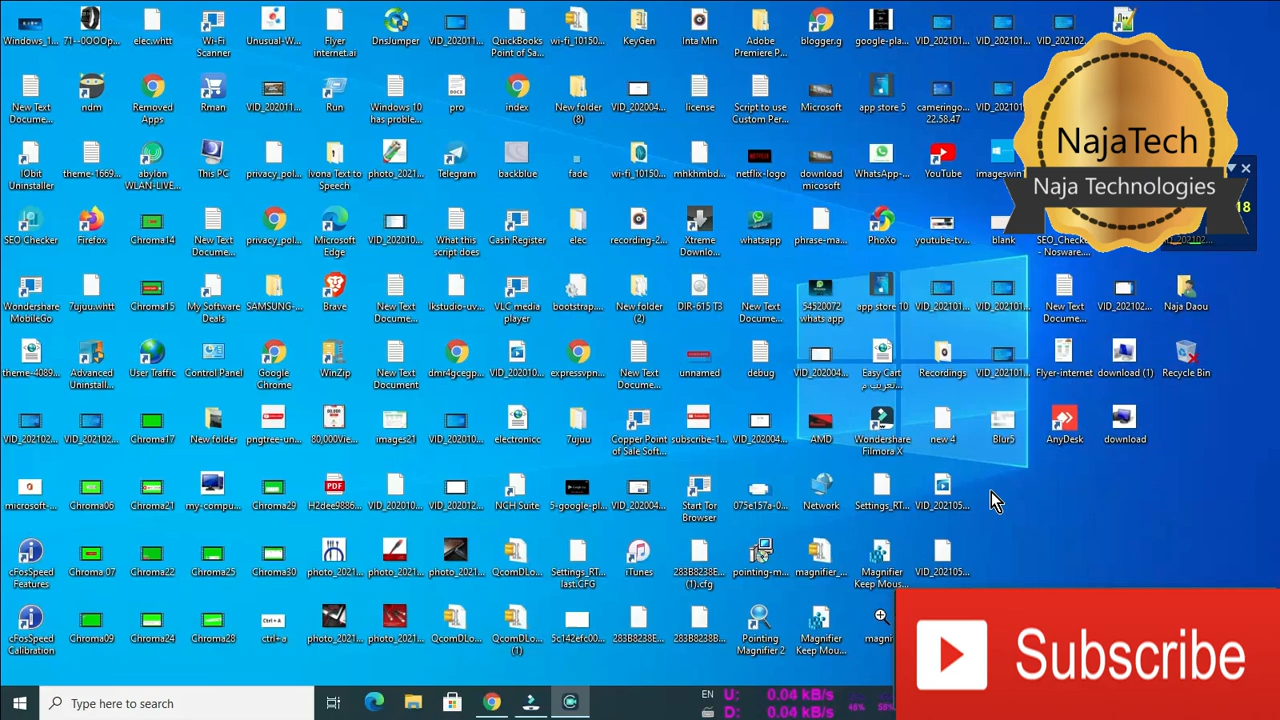 Windows_1...
71--0OOOp...
elec.whtt
Wi-Fi
Scanner
Unusual-W...
Flyer
internet.ai
DnsJumper
VID_202011...
QuickBooks
Point of Sa...
wi-fi_10150...
KeyGen
Inta Min
Adobe
Premiere P...
blogger.g
google-pla...
VID_202101...
VID_202101...
VID_202102...
New Text
Docume...
ndm
Removed
Apps
Rman
VID_202011...
Run
Windows 10
has proble...
pro
index
New folder
(8)
VID_202004...
license
Script to use
Custom Per...
Microsoft
app store 5
cameringo...
22.58.47
VID_202101...
NajaTech
Naja Technologies
IObit
Uninstaller
theme-1669...
abylon
WLAN-LIVE...
This PC
privacy_pol...
Ivona Text to
Speech
photo_2021...
Telegram
backblue
fade
wi-fi_10150...
mhkhmbd...
netflix-logo
download
micosoft
WhatsApp-...
YouTube
imageswin...
18
SEO Checker
Firefox
Chroma14
New Text
Docume...
privacy_pol...
Microsoft
Edge
VID_202010...
What this
script does
Cash Register
elec
recording-2...
Xtreme
Downlo...
whatsapp
phrase-ma...
PhoXo
youtube-tv...
blank
SEO_Checke...
- Nosware...
VID_202102...
Wondershare
MobileGo
7ujuu.whtt
Chroma15
My Software
Deals
SAMSUNG-...
Brave
New Text
Docume...
lkstudio-uv...
VLC media
player
bootstrap....
New folder
(2)
DIR-615 T3
New Text
Docume...
54520072
whats app
app store 10
VID_202101...
VID_202101...
New Text
Docume...
VID_202102...
Naja Daou
theme-4089...
Advanced
Uninstall...
User Traffic
Control Panel
Google
Chrome
WinZip
New Text
Document
dmr4gcegp...
VID_202010...
expressvpn...
New Text
Docume...
unnamed
debug
VID_202004...
Easy Cart
تعريب م...
Recordings
VID_202101...
Flyer-internet
download (1)
Recycle Bin
VID_202102...
VID_202102...
Chroma17
New folder
pngtree-un...
80,000Vie...
images21
VID_202010...
electronicc
7ujuu
Copper Point
of Sale Soft...
subscribe-1...
VID_202004...
AMD
Wondershare
Filmora X
new 4
Blur5
AnyDesk
download
microsoft-...
Chroma06
Chroma21
my-compu...
Chroma29
PDF
H2dee9886...
VID_202010...
VID_202012...
NCH Suite
5-google-pl...
VID_202004...
Start Tor
Browser
075e157a-0...
Network
Settings_RT...
VID_202105...
cFosSpeed
Features
Chroma 07
Chroma22
Chroma25
Chroma30
photo_2021...
photo_2021...
photo_2021...
QcomDLo...
Settings_RT...
last.CFG
iTunes
283B8238E...
(1).cfg
pointing-m...
magnifier_...
Magnifier
Keep Mous...
VID_202105...
cFosSpeed
Calibration
Chroma09
Chroma24
Chroma28
Ctrl + A
ctrl+a
photo_2021...
photo_2021...
QcomDLo...
QcomDLo...
(1)
5c142efc00...
283B8238E...
283B8238B...
Pointing
Magnifier 2
Magnifier
Keep Mou...
magni
Subscribe
Type here to search
EN
U: 0.04 kB/s
D: 0.04 kB/s